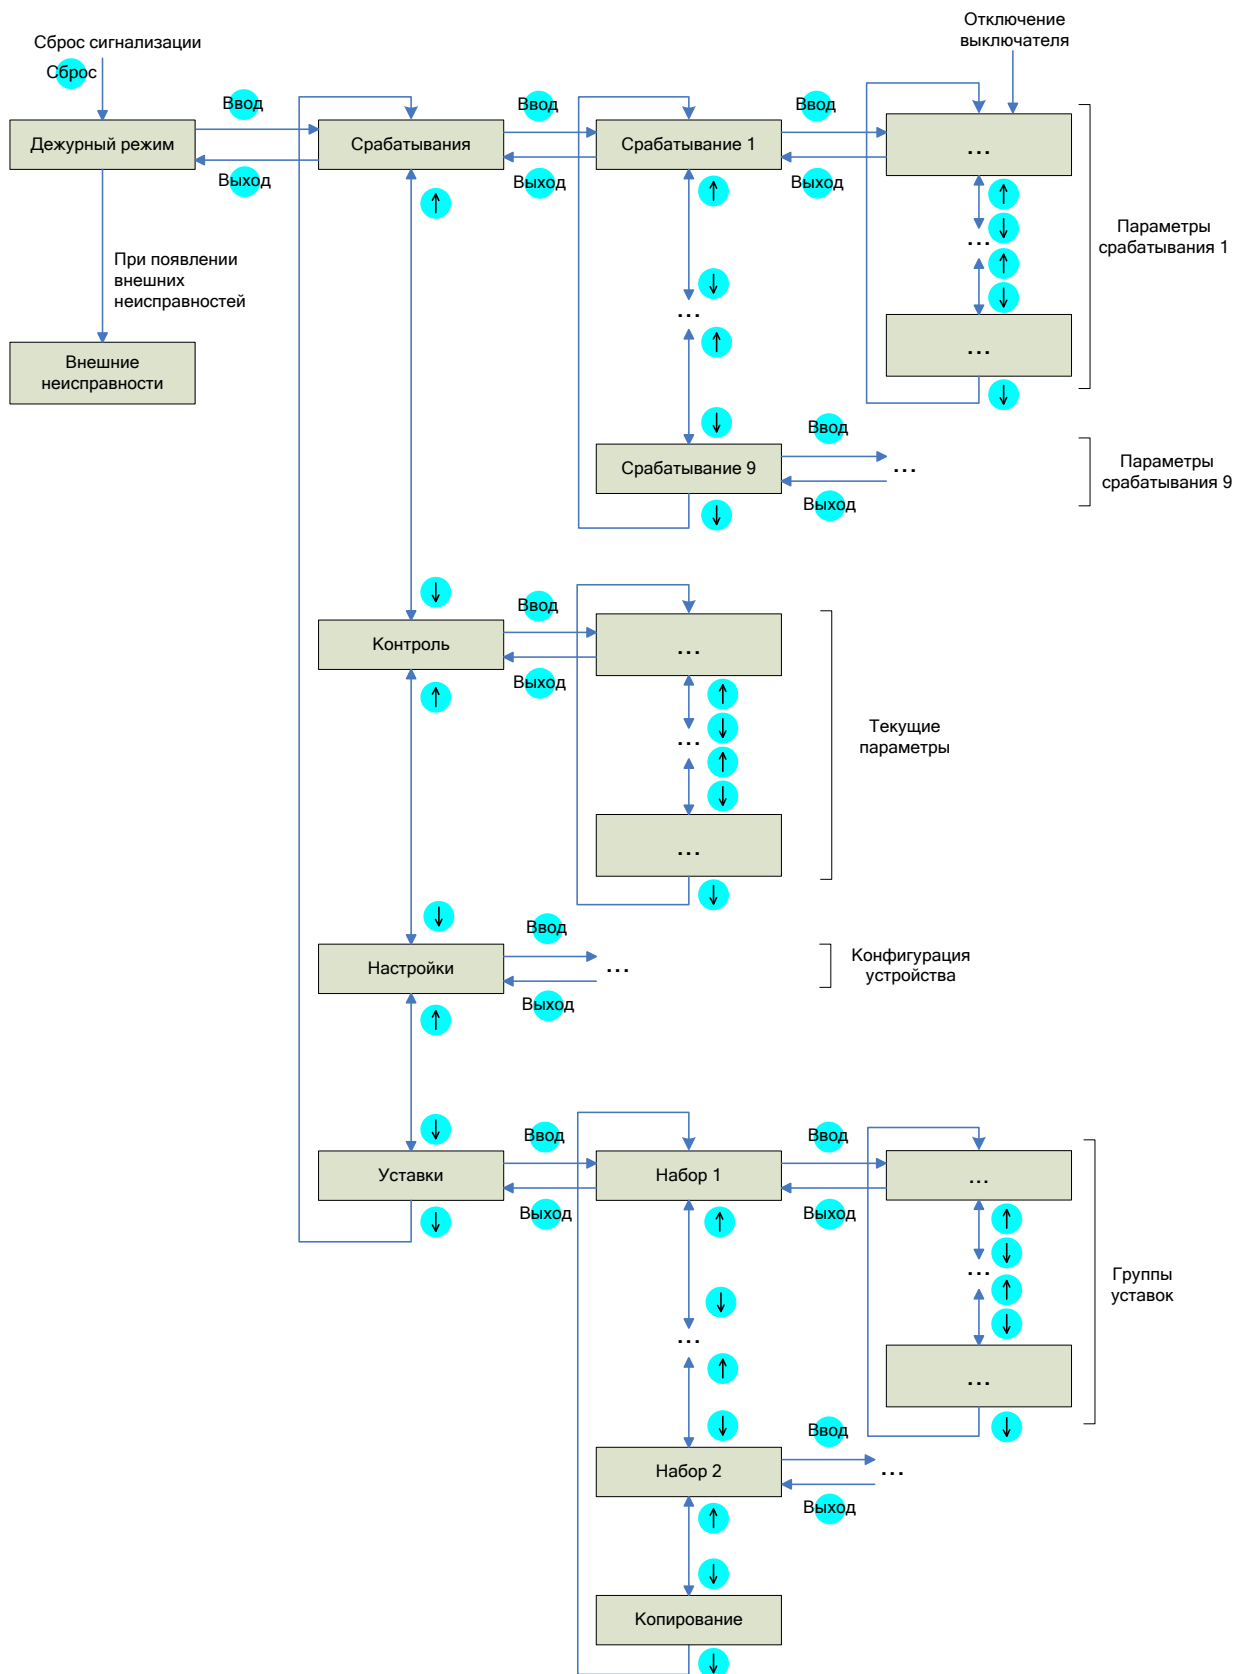 Сброс сигнализации
Сброс
Отключение
выключателя
Ввод
Ввод
Ввод
Дежурный режим
Срабатывания
Срабатывание 1
...
Выход
Выход
Выход
↑
↑
↑
↓
Параметры
срабатывания 1
При появлении
внешних
неисправностей
...
↑
↓
↓
...
↑
Внешние
неисправности
...
↓
↓
Ввод
Срабатывание 9
...
Параметры
срабатывания 9
Выход
↓
↓
Ввод
Контроль
...
Выход
↑
↑
↓
...
↑
↓
Текущие
параметры
...
↓
↓
Ввод
Настройки
...
Конфигурация
устройства
Выход
↑
↓
Ввод
Ввод
Уставки
Набор 1
...
Выход
Выход
↓
↑
↑
↓
...
↑
↓
Группы
уставок
↓
...
↑
...
↓
↓
Ввод
Набор 2
...
Выход
↑
↓
Копирование
↓